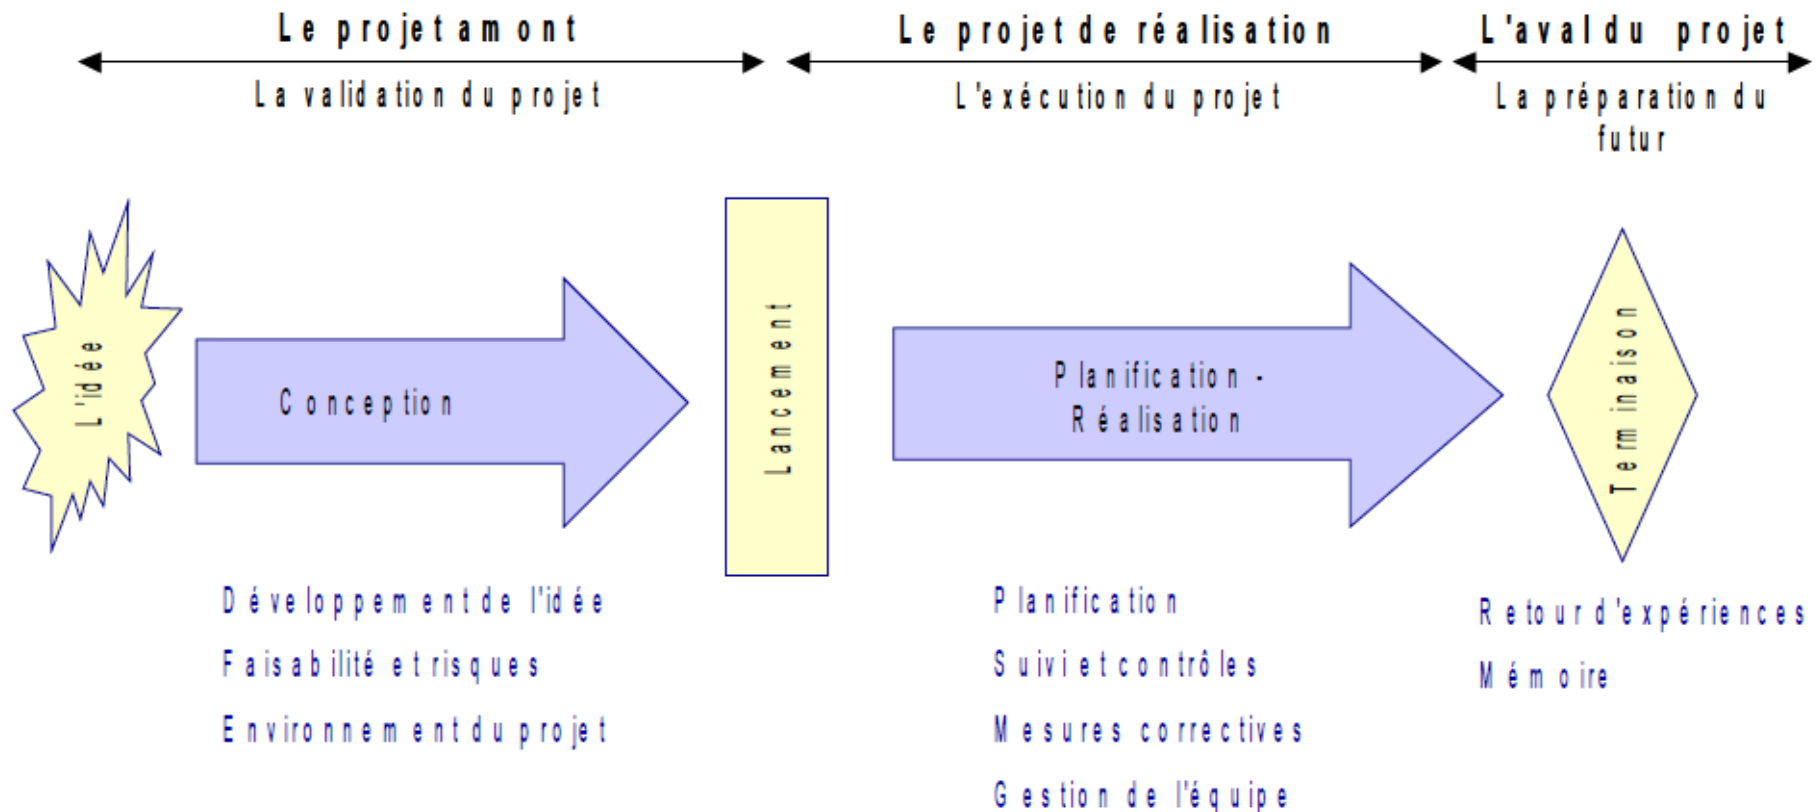 Le projet amont
Le projet de réalisation
L'aval du projet
La validation du projet
L'exécution du projet
La préparation du
futur
L'idée
Conception
Lancement
Planification -
Réalisation
Terminaison
Développement de l'idée
Faisabilité et risques
Environnement du projet
Planification
Suivi et contrôles
Mesures correctives
Gestion de l'équipe
Retour d'expériences
Mémoire